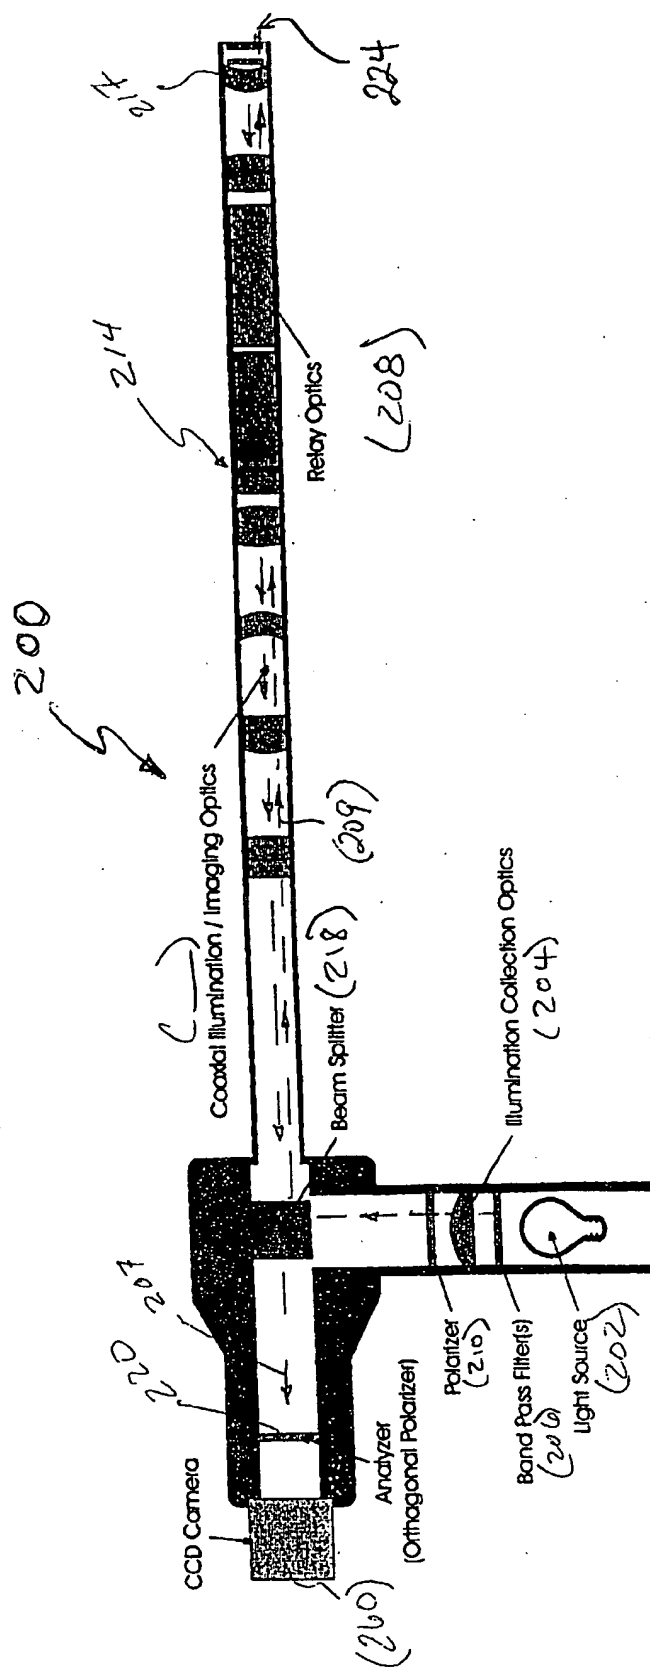 200
214
217
224
Relay Optics
(208)
Coaxial Illumination / Imaging Optics
(209)
Beam Splitter (218)
Illumination Collection Optics
(204)
207
220
CCD Camera
(260)
Analyzer
(Orthagonal Polarizer)
Polarizer
(210)
Band Pass Filter(s)
(206)
Light Source
(202)